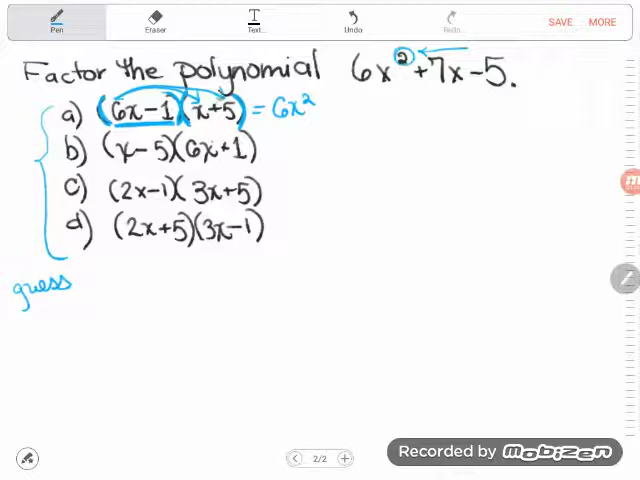 Pen Eraser Text... Undo Redo... SAVE MORE
Factor the polynomial 6x²+7x-5.
a) (6x-1)(x+5) = 6x²
b) (x-5)(6x+1)
c) (2x-1)(3x+5)
d) (2x+5)(3x-1)
guess
2/2
Recorded by mobizen